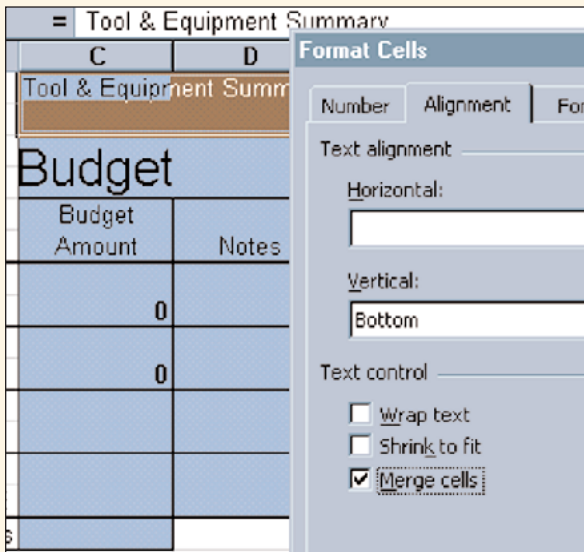 = Tool & Equipment Summary
C D
Tool & Equipment Summ
Budget
Budget
Amount
Notes
0
0
s
Format Cells
Number Alignment For
Text alignment
Horizontal:
Vertical:
Bottom
Text control
Wrap text
Shrink to fit
Merge cells